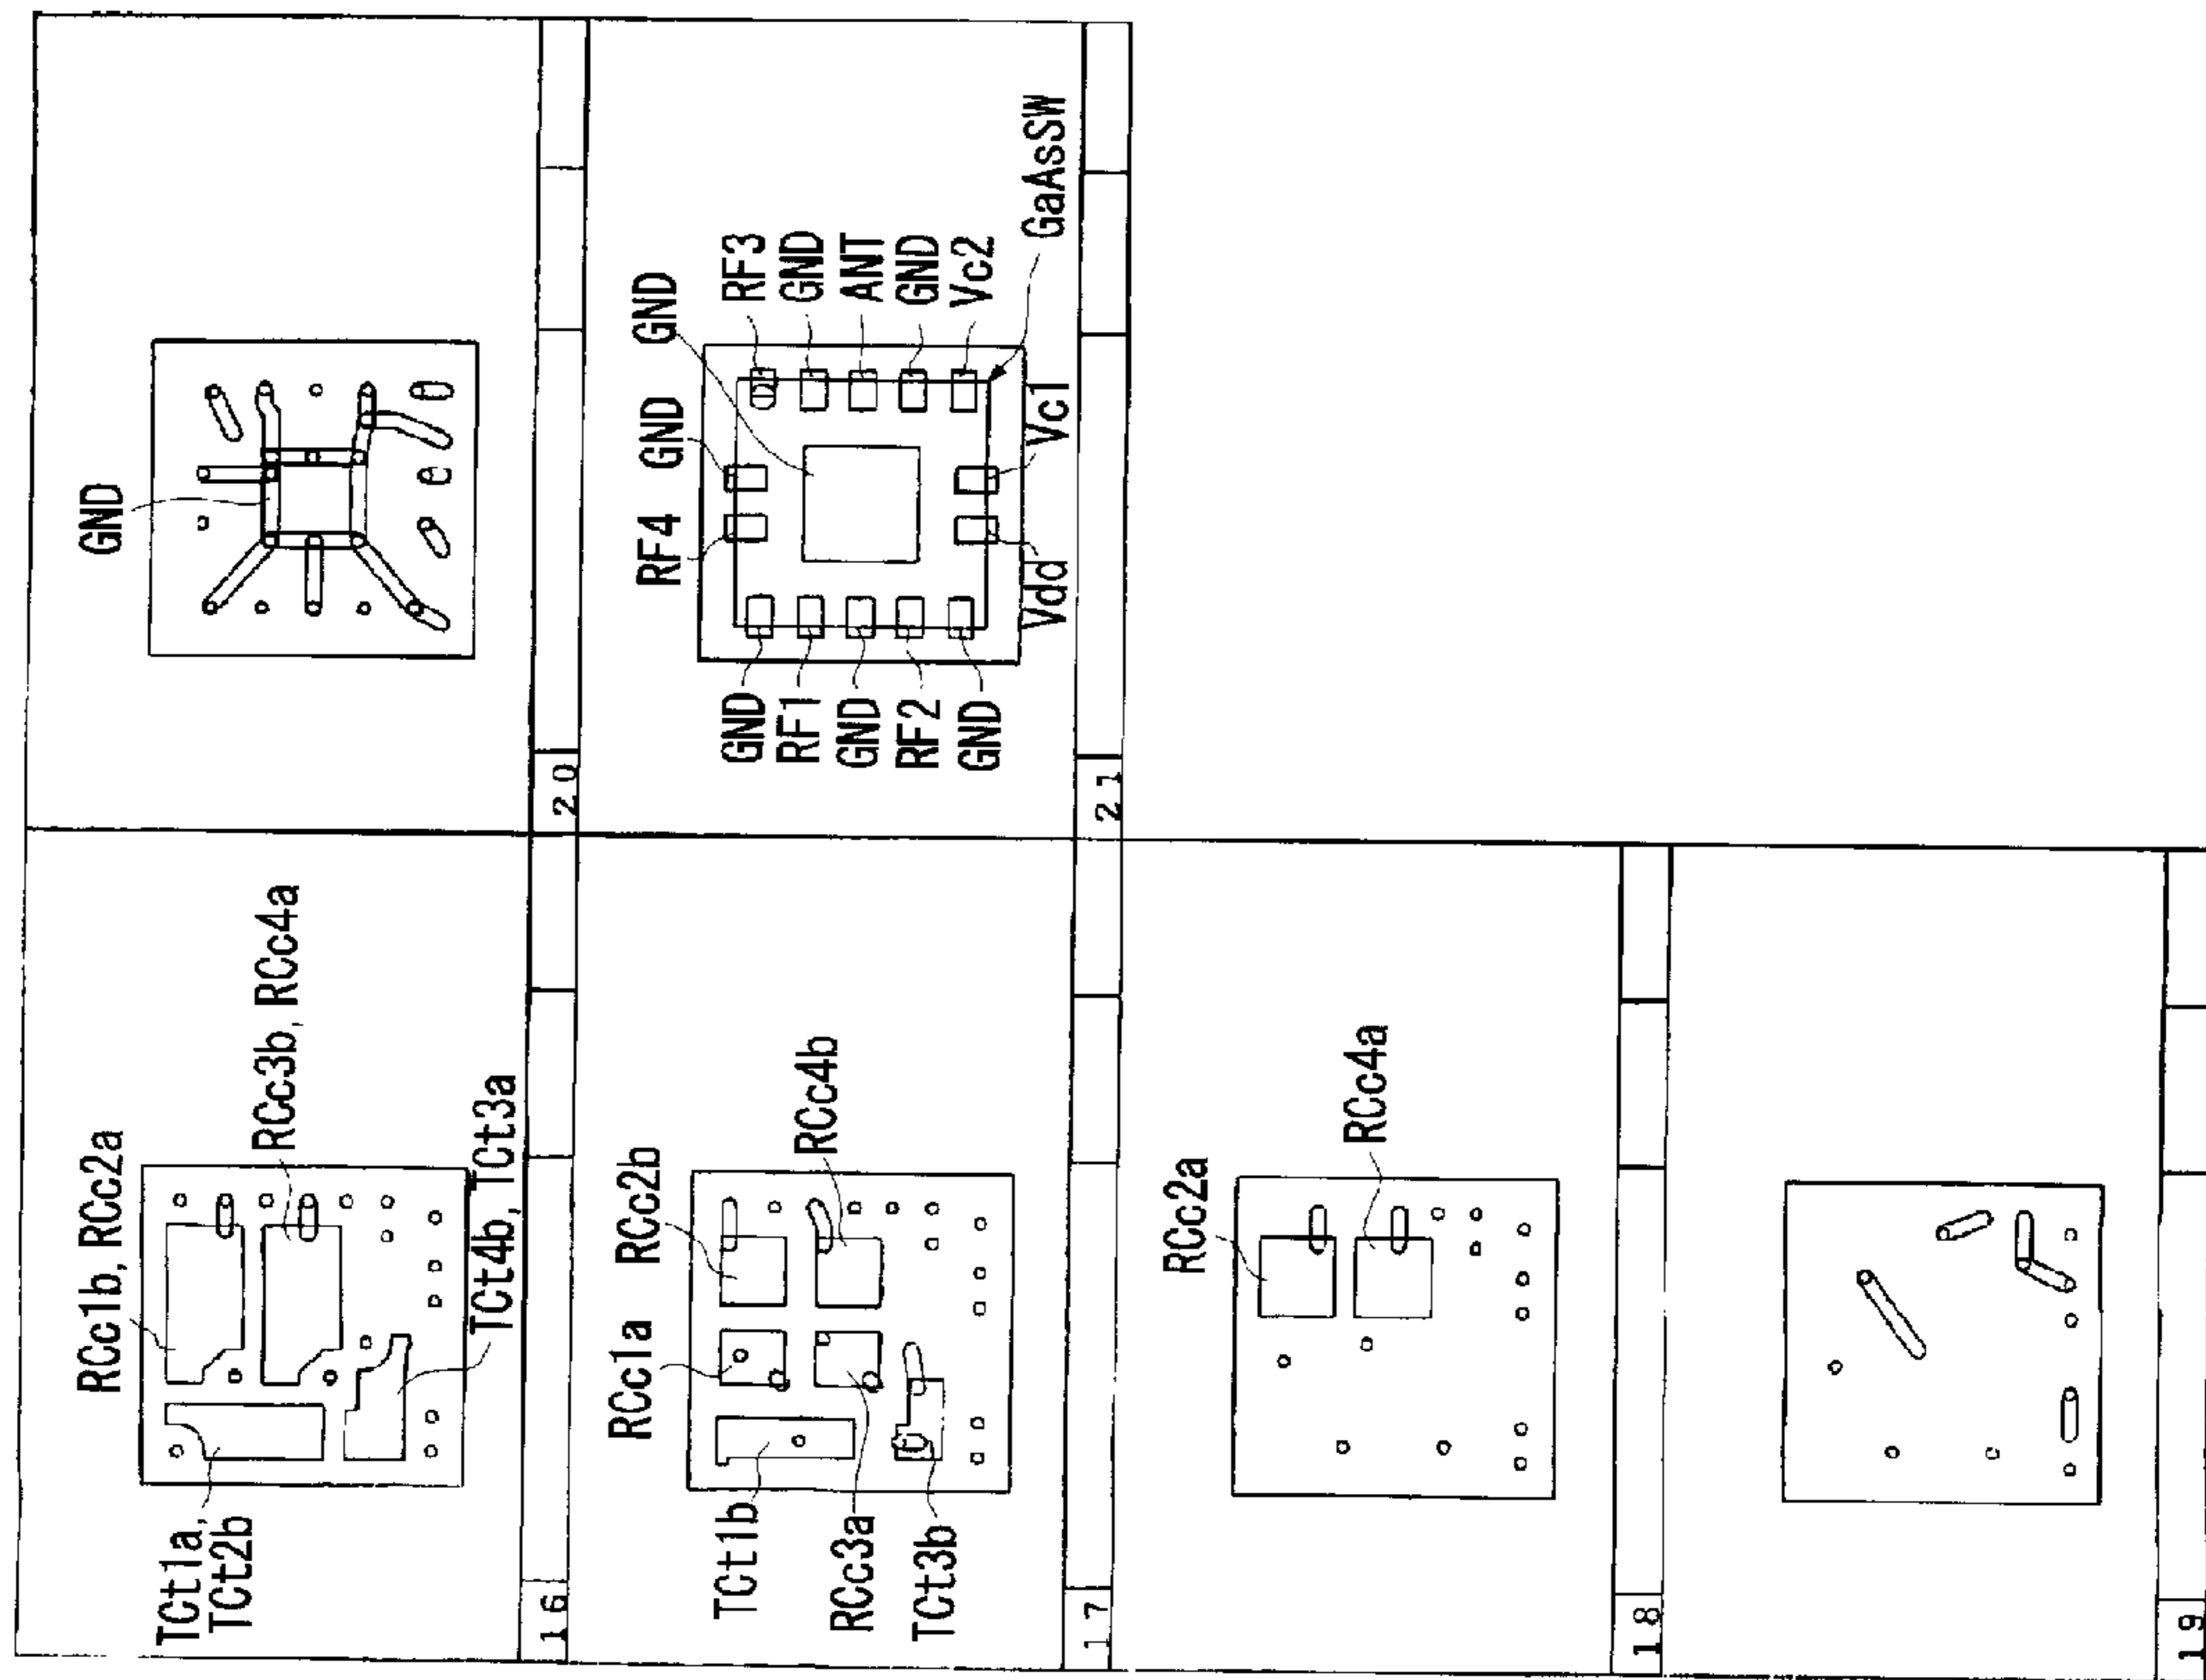 RCc1b, RCc2a
RCc3b, RCc4a
TCt4b, TCt3a
TCt1a,
TCt2b
16
RCc1a
RCc2b
RCc4b
TCt1b
RCc3a
TCt3b
17
RCc2a
RCc4a
18
19
GND
20
RF4
GND
GND
RF3
GND
ANT
GND
Vc2
GaAsSW
GND
RF1
GND
RF2
GND
Vdd
Vc1
21